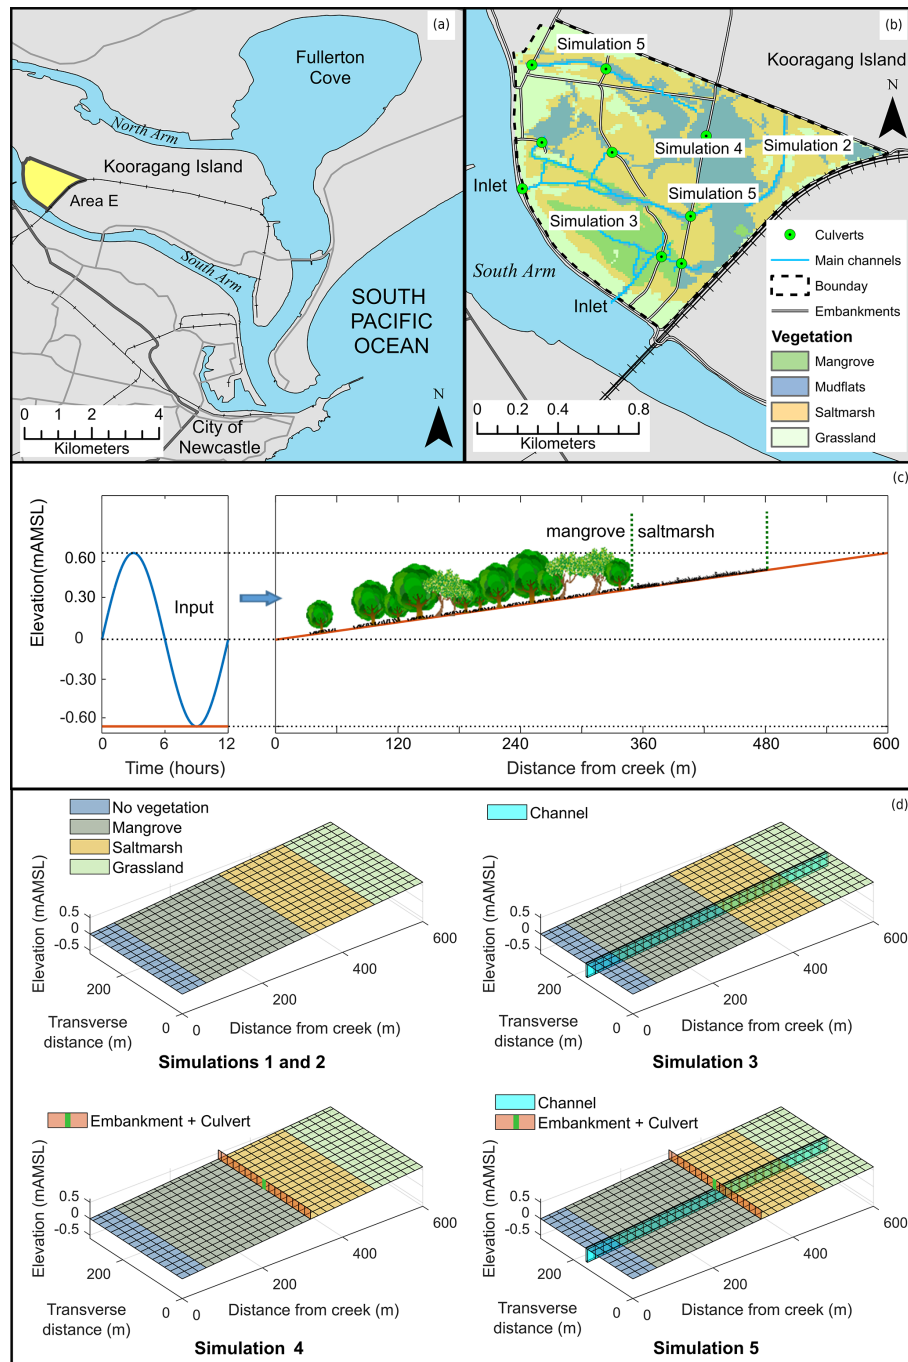 (a)
Fullerton
Cove
North Arm
Kooragang Island
Area E
South Arm
SOUTH
PACIFIC
OCEAN
N
0 2 4
Kilometers
City of
Newcastle
(b)
Simulation 5
Kooragang Island
N
Simulation 4
Simulation 2
Inlet
Simulation 5
Simulation 3
South Arm
Inlet
Culverts
Main channels
Bounday
Embankments
Vegetation
Mangrove
Mudflats
Saltmarsh
Grassland
0 0.2 0.4 0.8
Kilometers
(c)
Elevation(mAMSL)
0.60
0.30
0
-0.30
-0.60
Input
0 6 12
Time (hours)
mangrove saltmarsh
0 120 240 360 480 600
Distance from creek (m)
(d)
No vegetation
Mangrove
Saltmarsh
Grassland
Elevation (mAMSL)
0.5
0
-0.5
200
0
Transverse
distance (m)
0 200 400 600
Distance from creek (m)
Simulations 1 and 2
Channel
Elevation (mAMSL)
0.5
0
-0.5
200
0
Transverse
distance (m)
0 200 400 600
Distance from creek (m)
Simulation 3
Embankment + Culvert
Elevation (mAMSL)
0.5
0
-0.5
200
0
Transverse
distance (m)
0 200 400 600
Distance from creek (m)
Simulation 4
Channel
Embankment + Culvert
Elevation (mAMSL)
0.5
0
-0.5
200
0
Transverse
distance (m)
0 200 400 600
Distance from creek (m)
Simulation 5